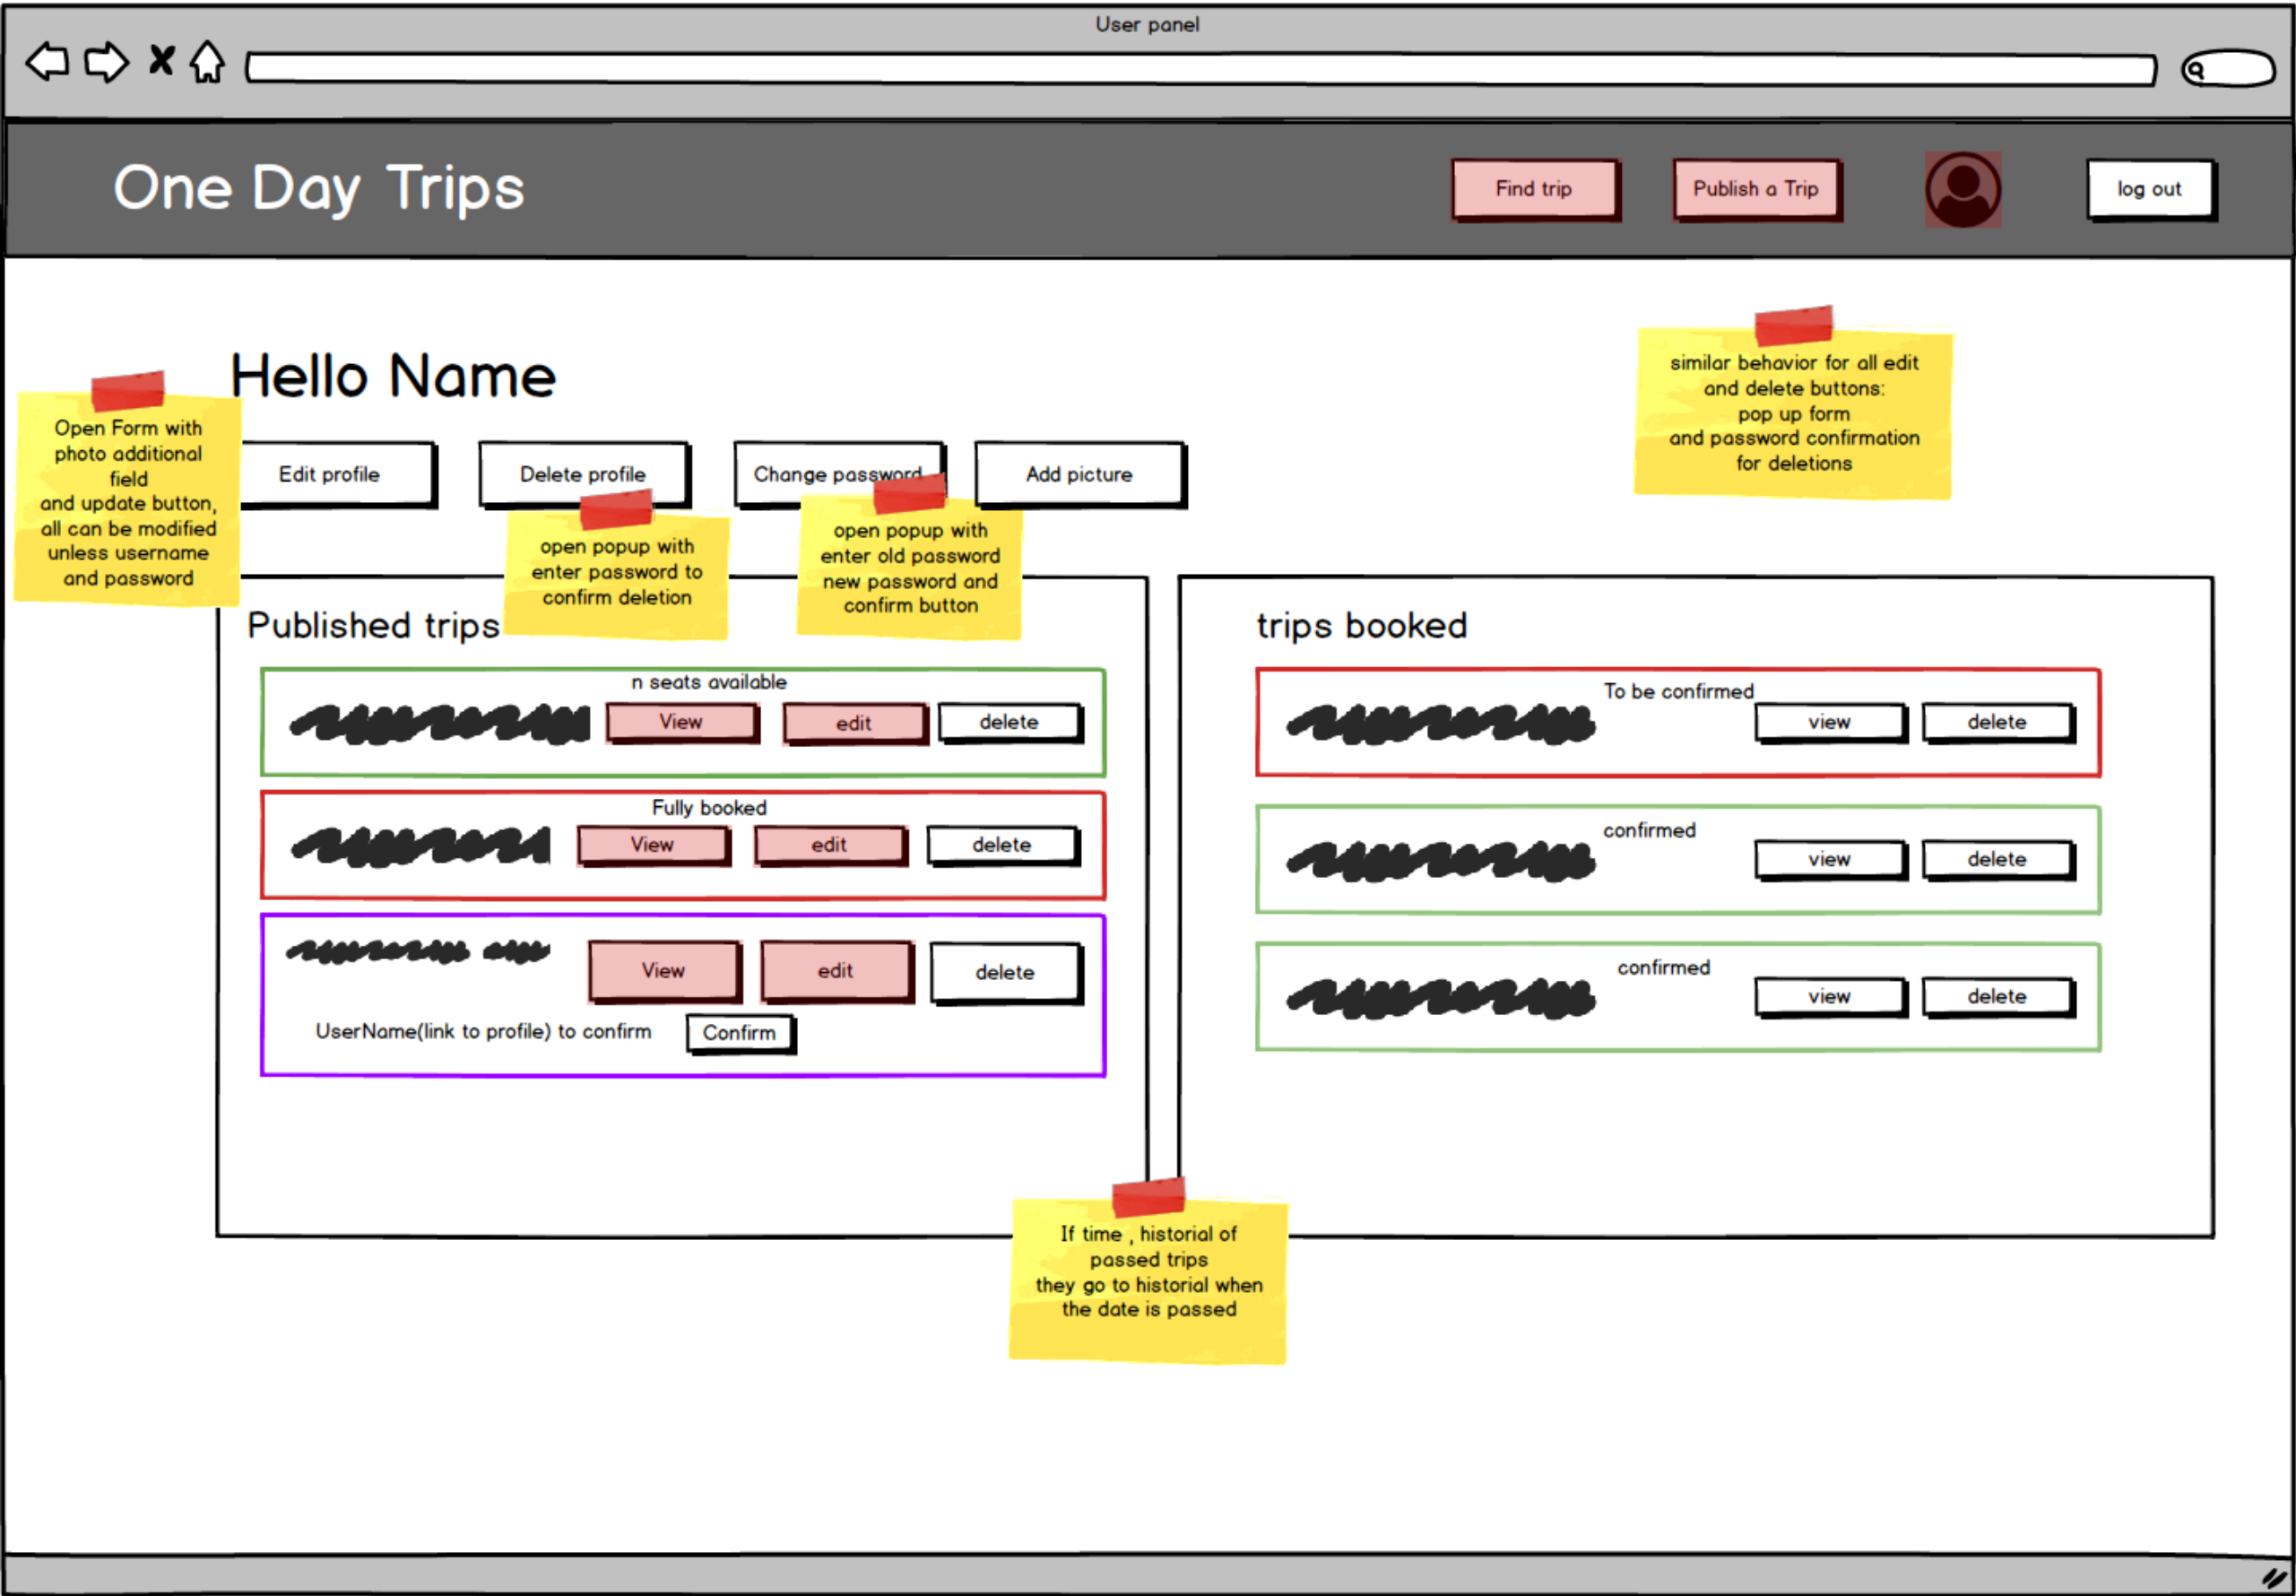 User panel
One Day Trips
Find trip
Publish a Trip
log out
Hello Name
similar behavior for all edit
and delete buttons:
pop up form
and password confirmation
for deletions
Open Form with
photo additional
field
and update button,
all can be modified
unless username
and password
Edit profile
Delete profile
Change password
Add picture
open popup with
enter password to
confirm deletion
open popup with
enter old password
new password and
confirm button
Published trips
n seats available
View
edit
delete
Fully booked
View
edit
delete
View
edit
delete
UserName(link to profile) to confirm
Confirm
trips booked
To be confirmed
view
delete
confirmed
view
delete
confirmed
view
delete
If time , historial of
passed trips
they go to historial when
the date is passed